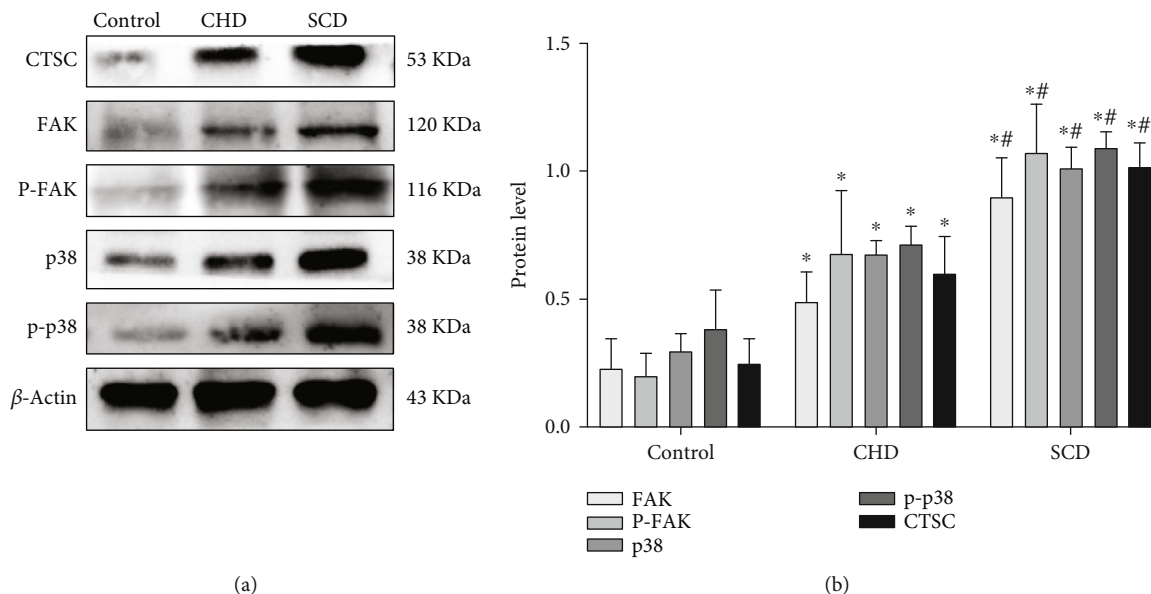 Control CHD SCD
CTSC 53 KDa
FAK 120 KDa
P-FAK 116 KDa
p38 38 KDa
p-p38 38 KDa
β-Actin 43 KDa
(a)
Protein level
1.5
1.0
0.5
0.0
* * * * *
*# *# *# *# *#
Control CHD SCD
FAK
P-FAK
p38
p-p38
CTSC
(b)